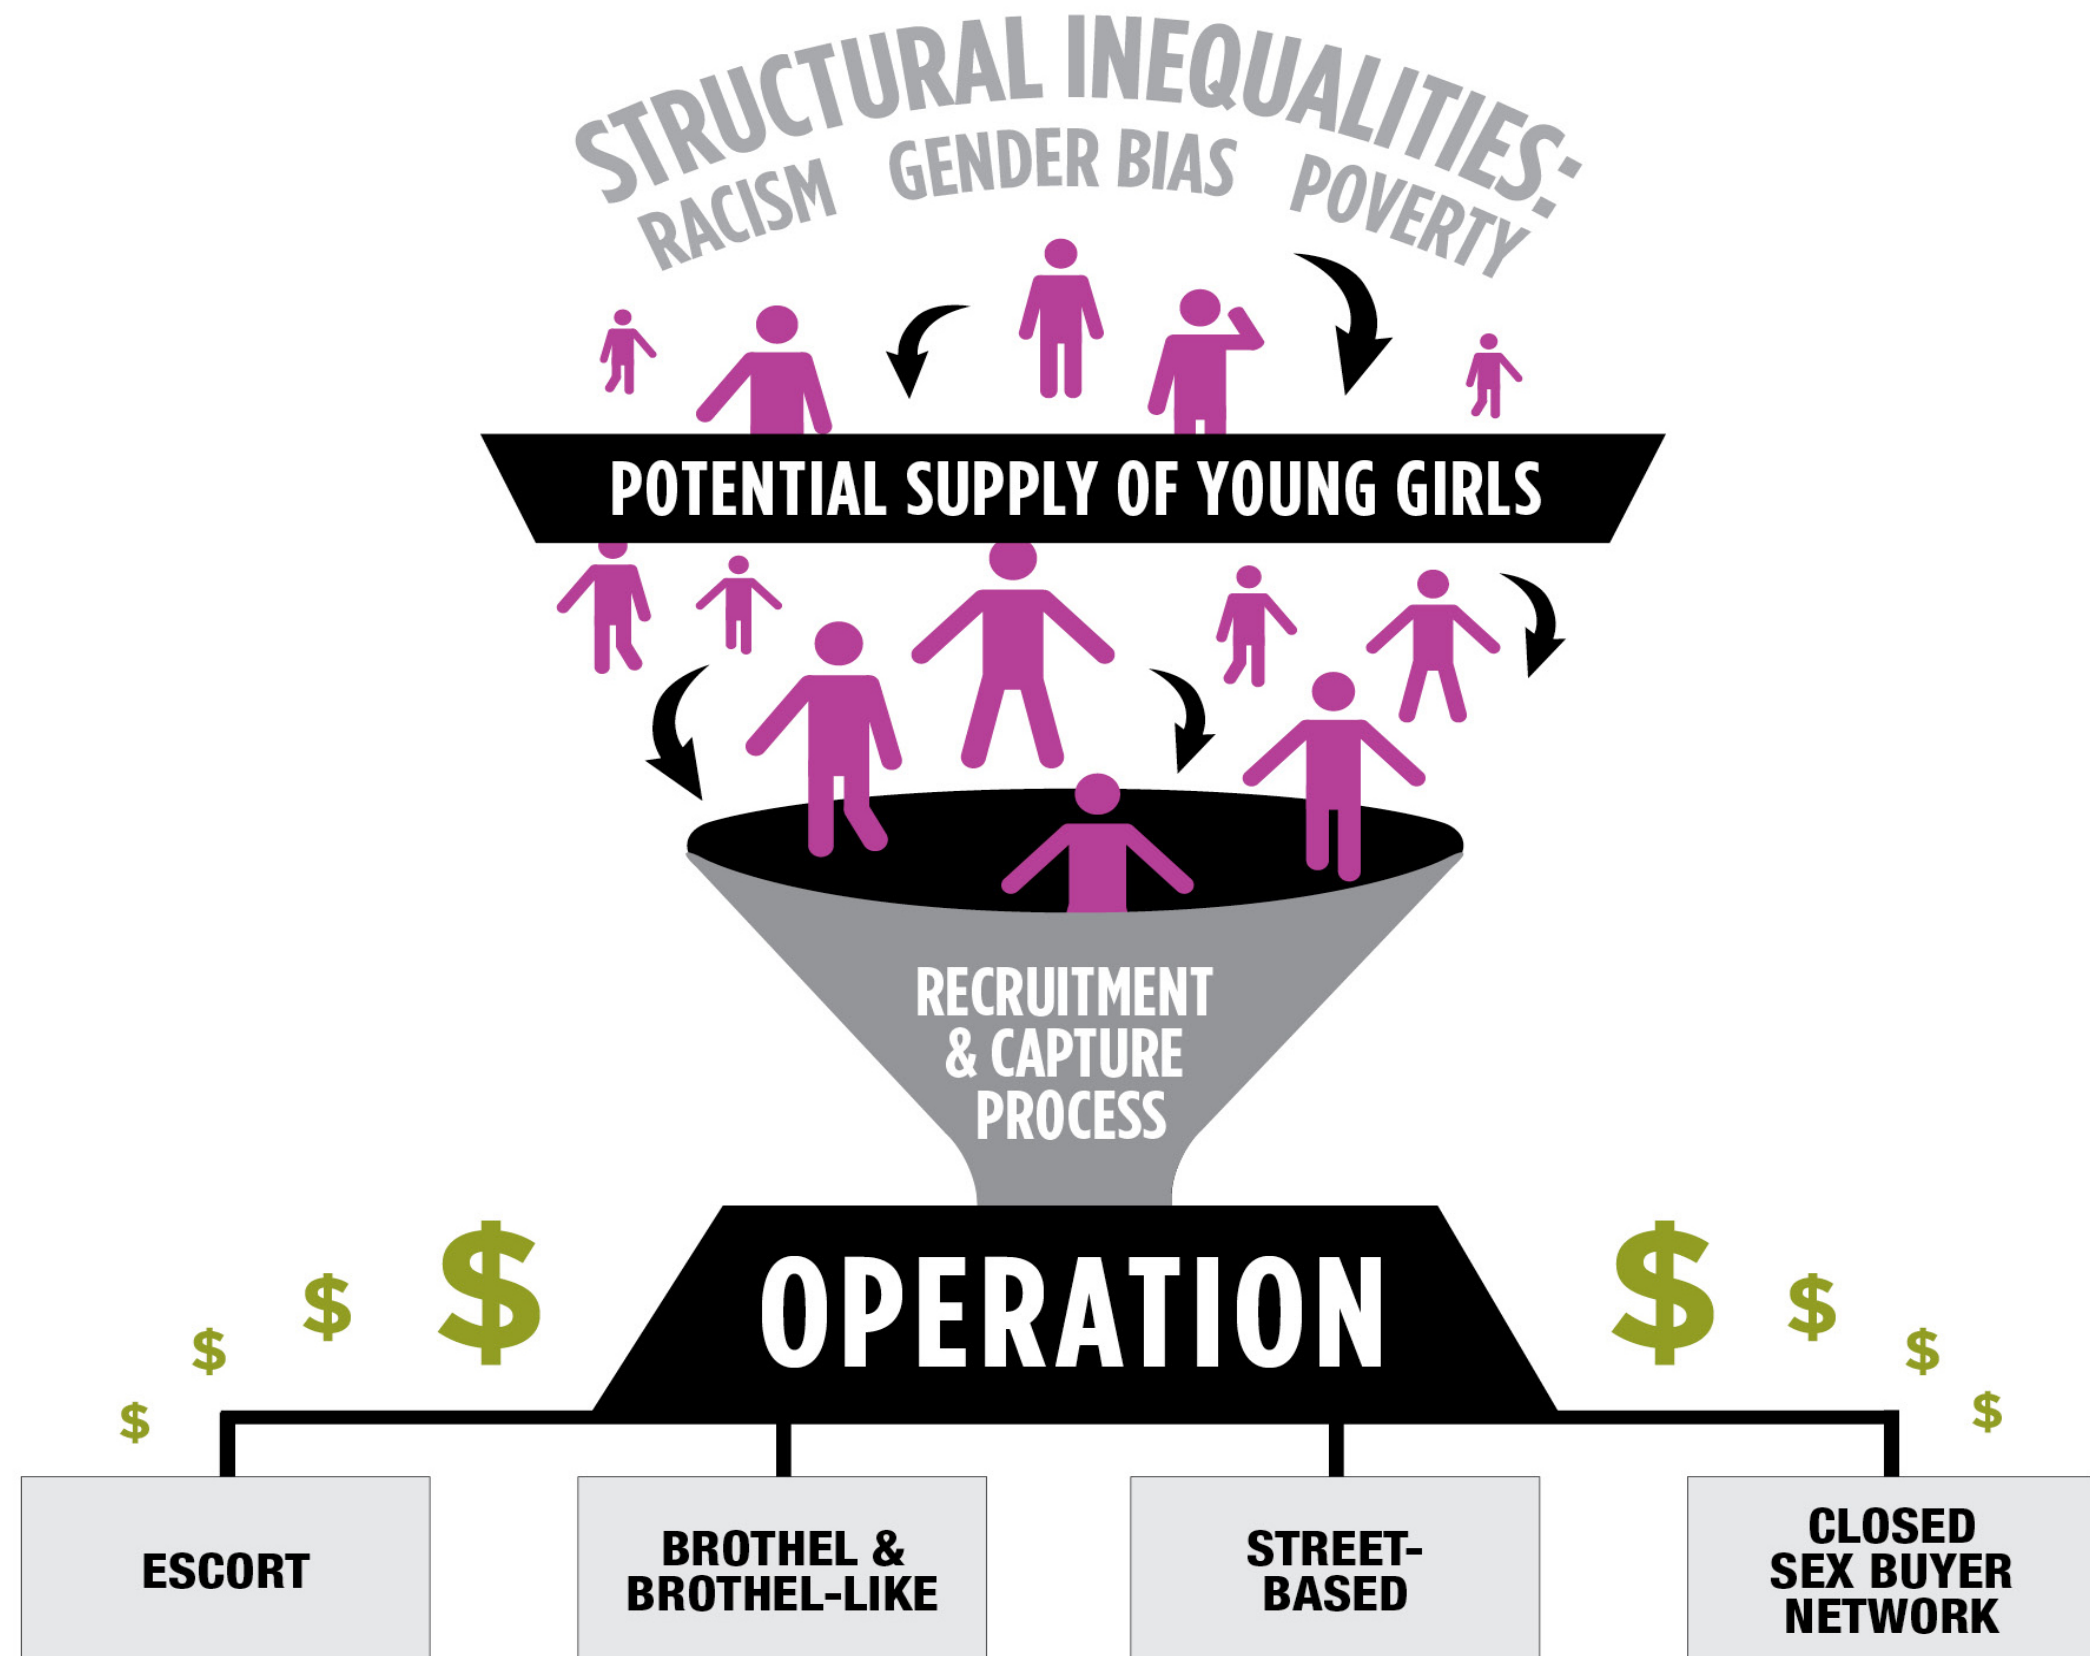 STRUCTURAL INEQUALITIES:
RACISM GENDER BIAS POVERTY
POTENTIAL SUPPLY OF YOUNG GIRLS
RECRUITMENT
& CAPTURE
PROCESS
$ $ $ $ OPERATION $ $ $ $
ESCORT
BROTHEL &
BROTHEL-LIKE
STREET-
BASED
CLOSED
SEX BUYER
NETWORK